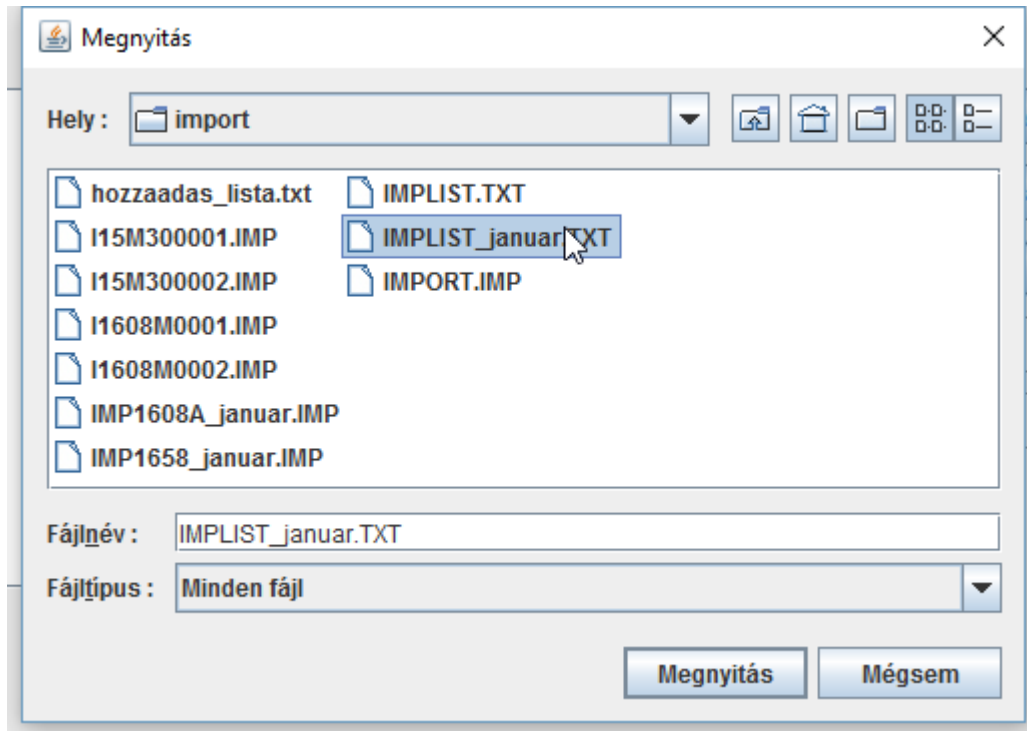 Megnyitás
Hely : import
hozzaadas_lista.txt IMPLIST.TXT
I15M300001.IMP IMPLIST_januar.TXT
I15M300002.IMP IMPORT.IMP
I1608M0001.IMP
I1608M0002.IMP
IMP1608A_januar.IMP
IMP1658_januar.IMP
Fájlnév : IMPLIST_januar.TXT
Fájltípus : Minden fájl
Megnyitás Mégsem